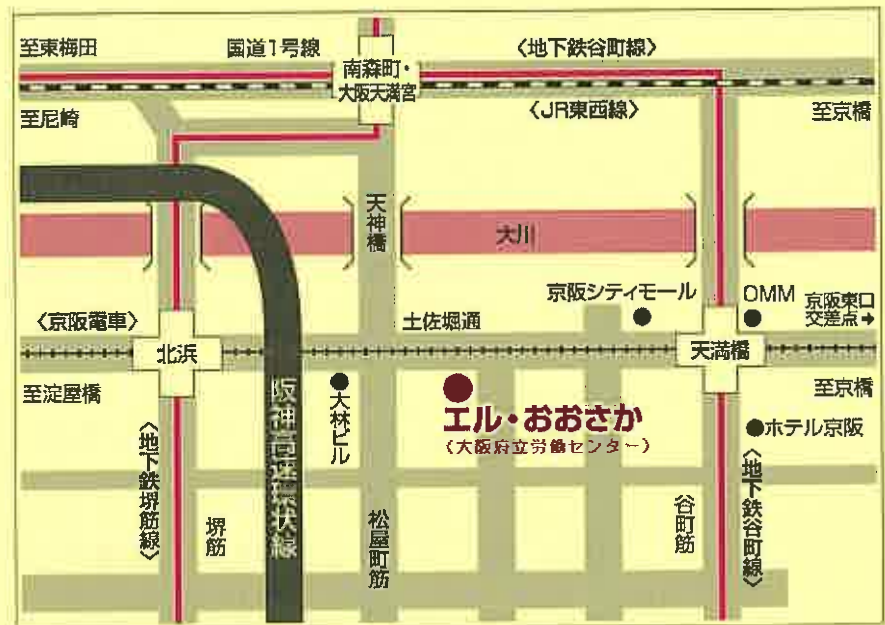 至東梅田
国道1号線
〈地下鉄谷町線〉
南森町・
大阪天満宮
至尼崎
〈JR東西線〉
至京橋
天神橋
大川
京阪シティモール
OMM
京阪東口
交差点➔
〈京阪電車〉
土佐堀通
北浜
天満橋
至淀屋橋
至京橋
大林ビル
エル・おおさか
（大阪府立労働センター）
ホテル京阪
阪神高速環状線
〈地下鉄堺筋線〉
堺筋
松屋町筋
谷町筋
〈地下鉄谷町線〉